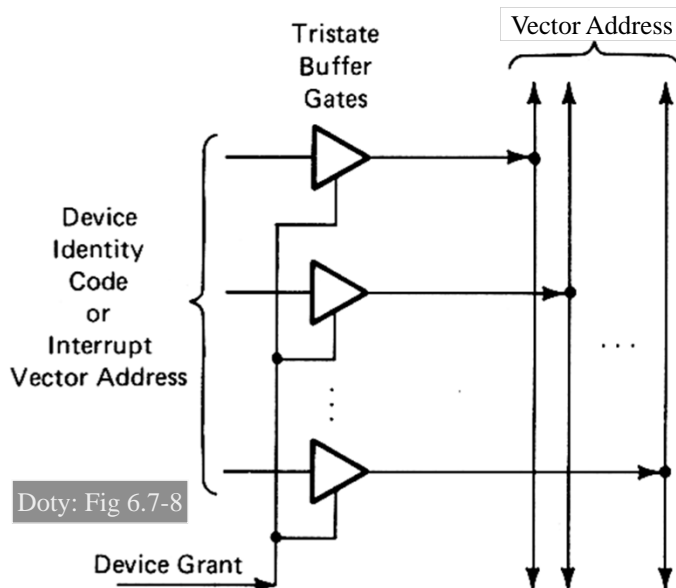 Vector Address
Tristate
Buffer
Gates
Device
Identity
Code
or
Interrupt
Vector Address
...
Doty: Fig 6.7-8
Device Grant